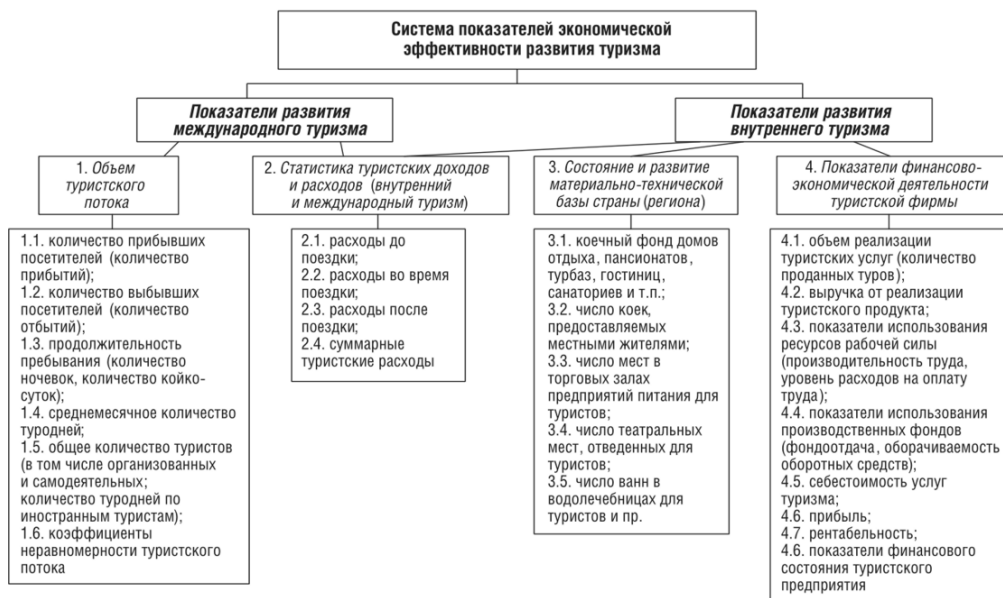 Система показателей экономической
эффективности развития туризма
Показатели развития
международного туризма
Показатели развития
внутреннего туризма
1. Объем
туристского
потока
2. Статистика туристских доходов
и расходов (внутренний
и международный туризм)
3. Состояние и развитие
материально-технической
базы страны (региона)
4. Показатели финансово-
экономической деятельности
туристской фирмы
1.1. количество прибывших
посетителей (количество
прибытий);
1.2. количество выбывших
посетителей (количество
отбытий);
1.3. продолжительность
пребывания (количество
ночевок, количество койко-
суток);
1.4. среднемесячное количество
туродней;
1.5. общее количество туристов
(в том числе организованных
и самодеятельных;
количество туродней по
иностранным туристам);
1.6. коэффициенты
неравномерности туристского
потока
2.1. расходы до
поездки;
2.2. расходы во время
поездки;
2.3. расходы после
поездки;
2.4. суммарные
туристские расходы
3.1. коечный фонд домов
отдыха, пансионатов,
турбаз, гостиниц,
санаториев и т.п.;
3.2. число коек,
предоставляемых
местными жителями;
3.3. число мест в
торговых залах
предприятий питания для
туристов;
3.4. число театральных
мест, отведенных для
туристов;
3.5. число ванн в
водолечебницах для
туристов и пр.
4.1. объем реализации
туристских услуг (количество
проданных туров);
4.2. выручка от реализации
туристского продукта;
4.3. показатели использования
ресурсов рабочей силы
(производительность труда,
уровень расходов на оплату
труда);
4.4. показатели использования
производственных фондов
(фондоотдача, оборачиваемость
оборотных средств);
4.5. себестоимость услуг
туризма;
4.6. прибыль;
4.7. рентабельность;
4.6. показатели финансового
состояния туристского
предприятия